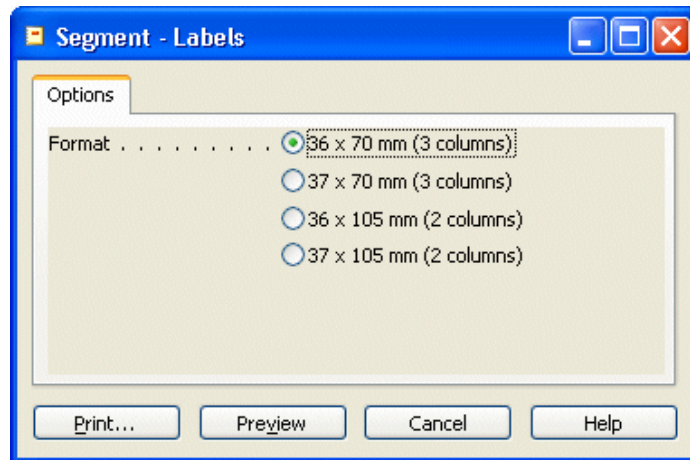 Segment - Labels
Options
Format . . . . . . . . . 36 x 70 mm (3 columns)
37 x 70 mm (3 columns)
36 x 105 mm (2 columns)
37 x 105 mm (2 columns)
Print... Preview Cancel Help